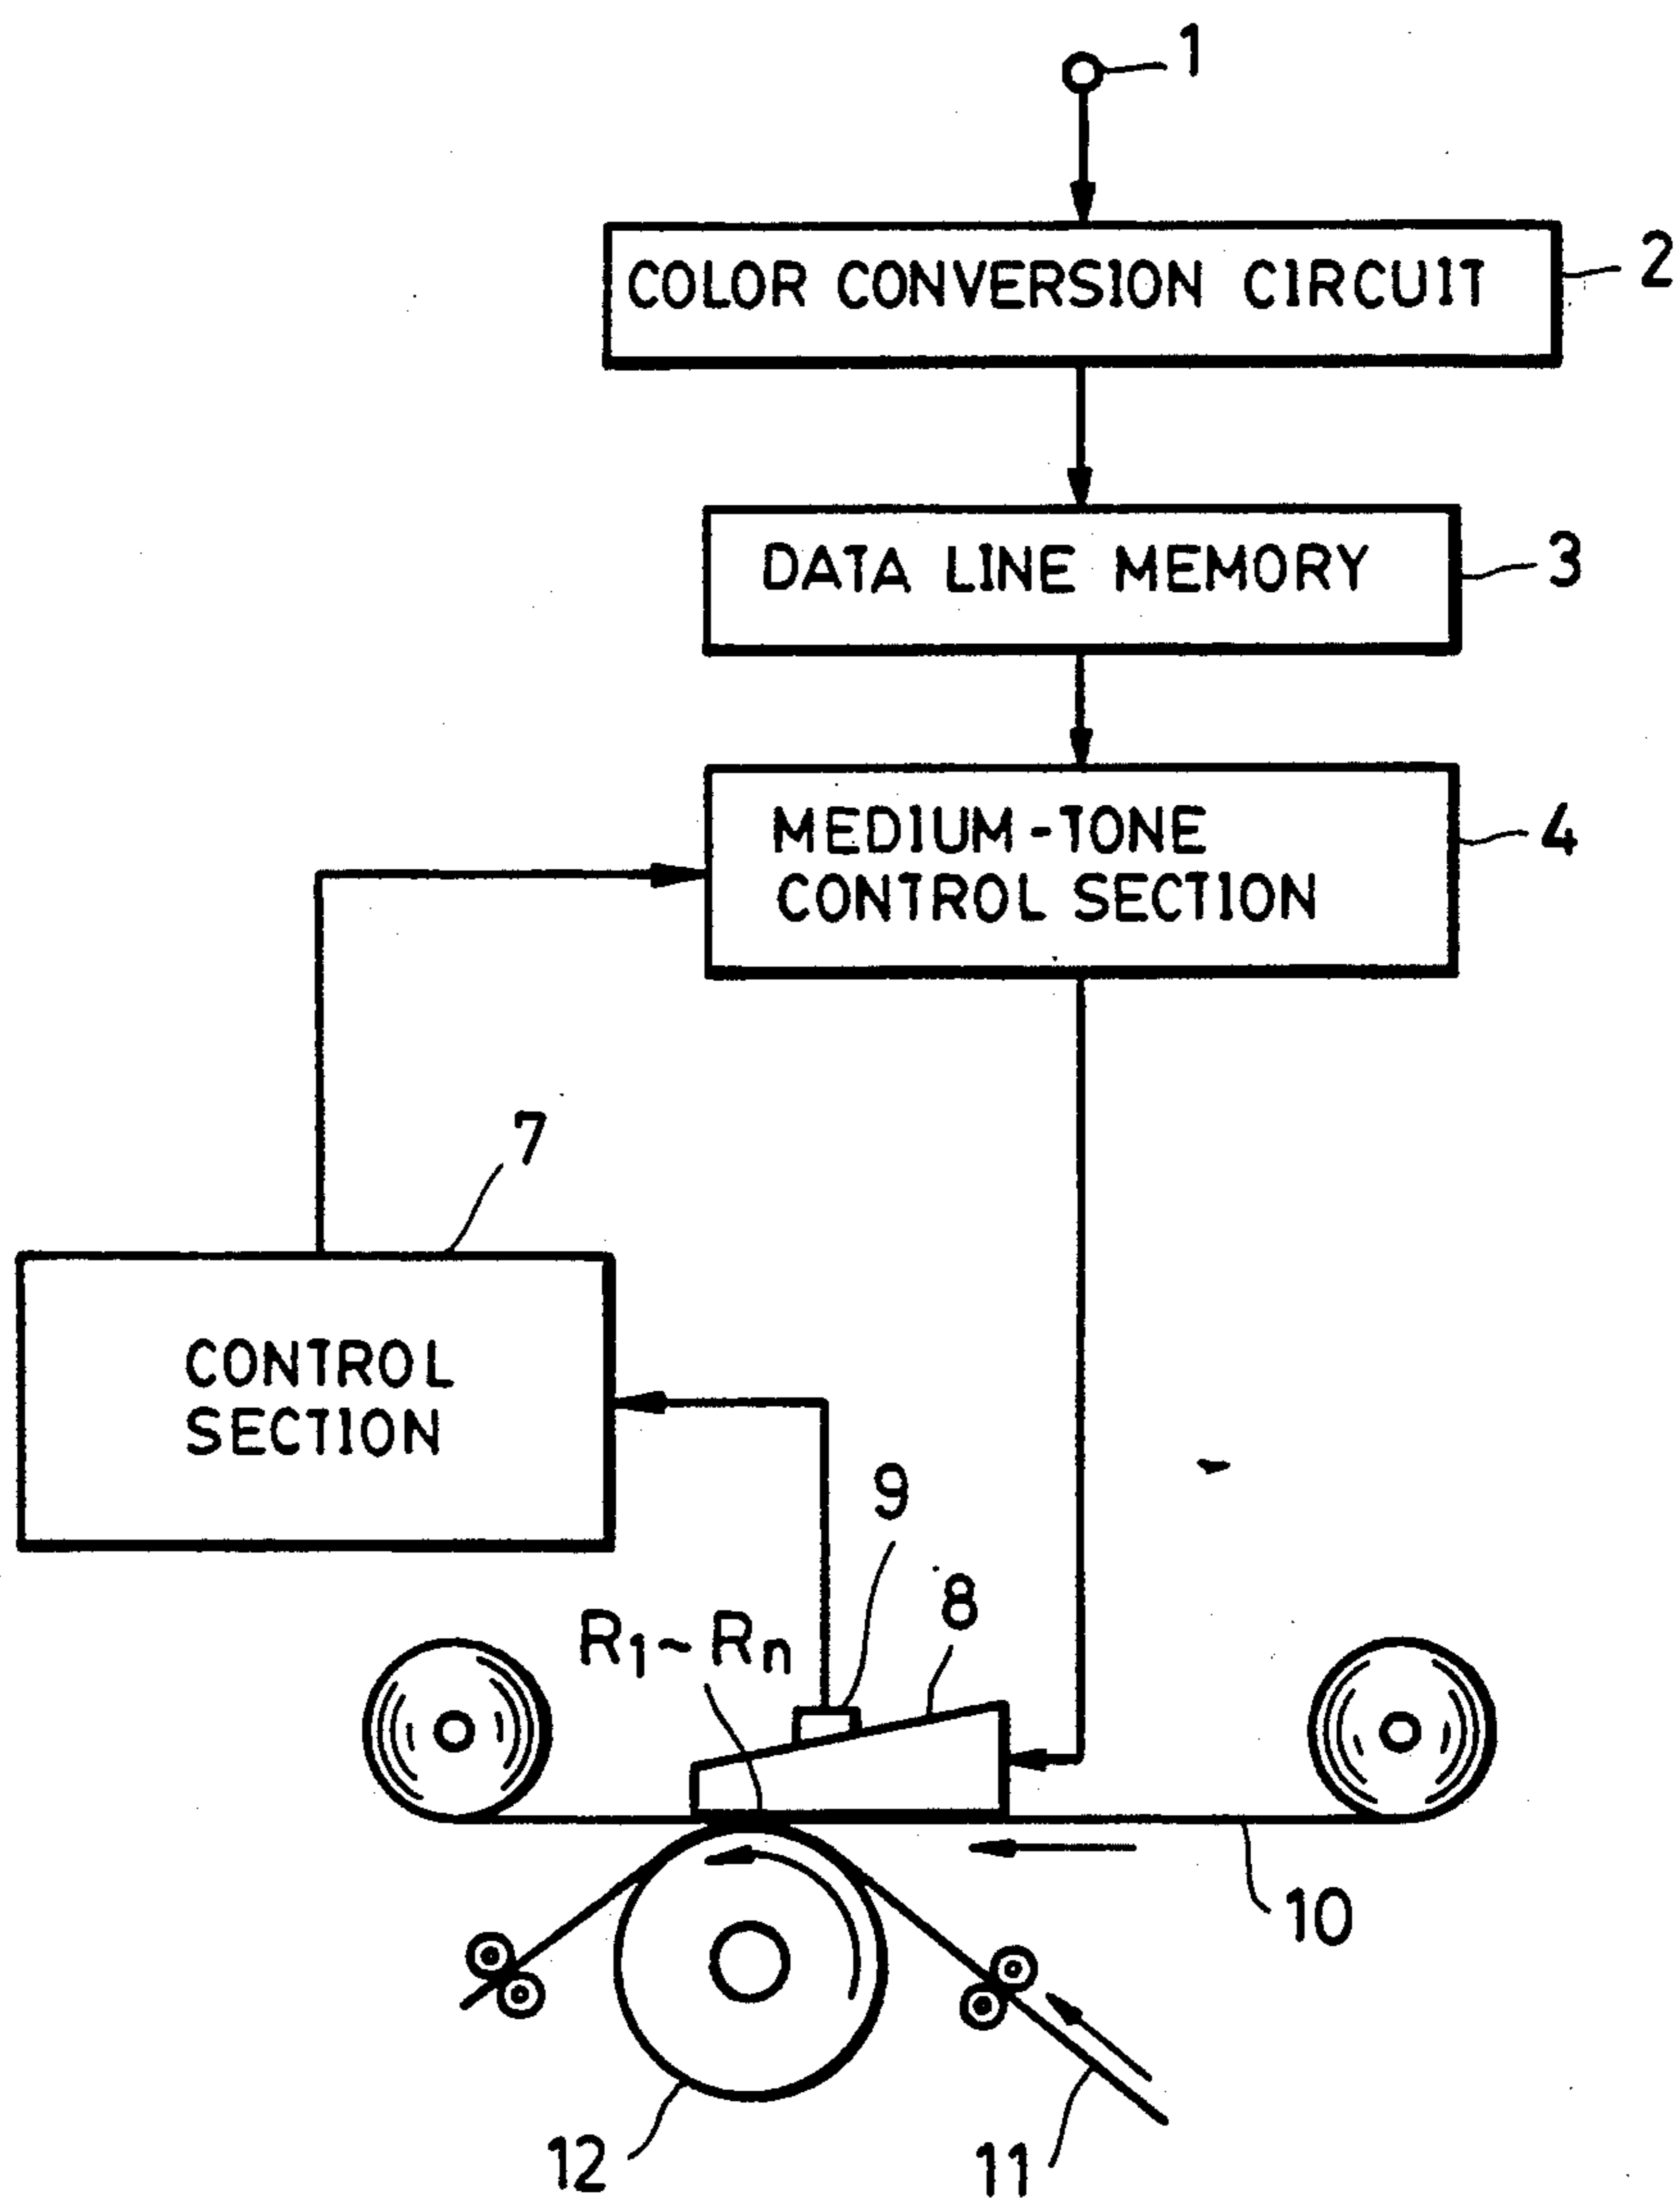 1
COLOR CONVERSION CIRCUIT
2
DATA LINE MEMORY
3
MEDIUM-TONE
CONTROL SECTION
4
7
CONTROL
SECTION
9
8
R1~Rn
10
12
11